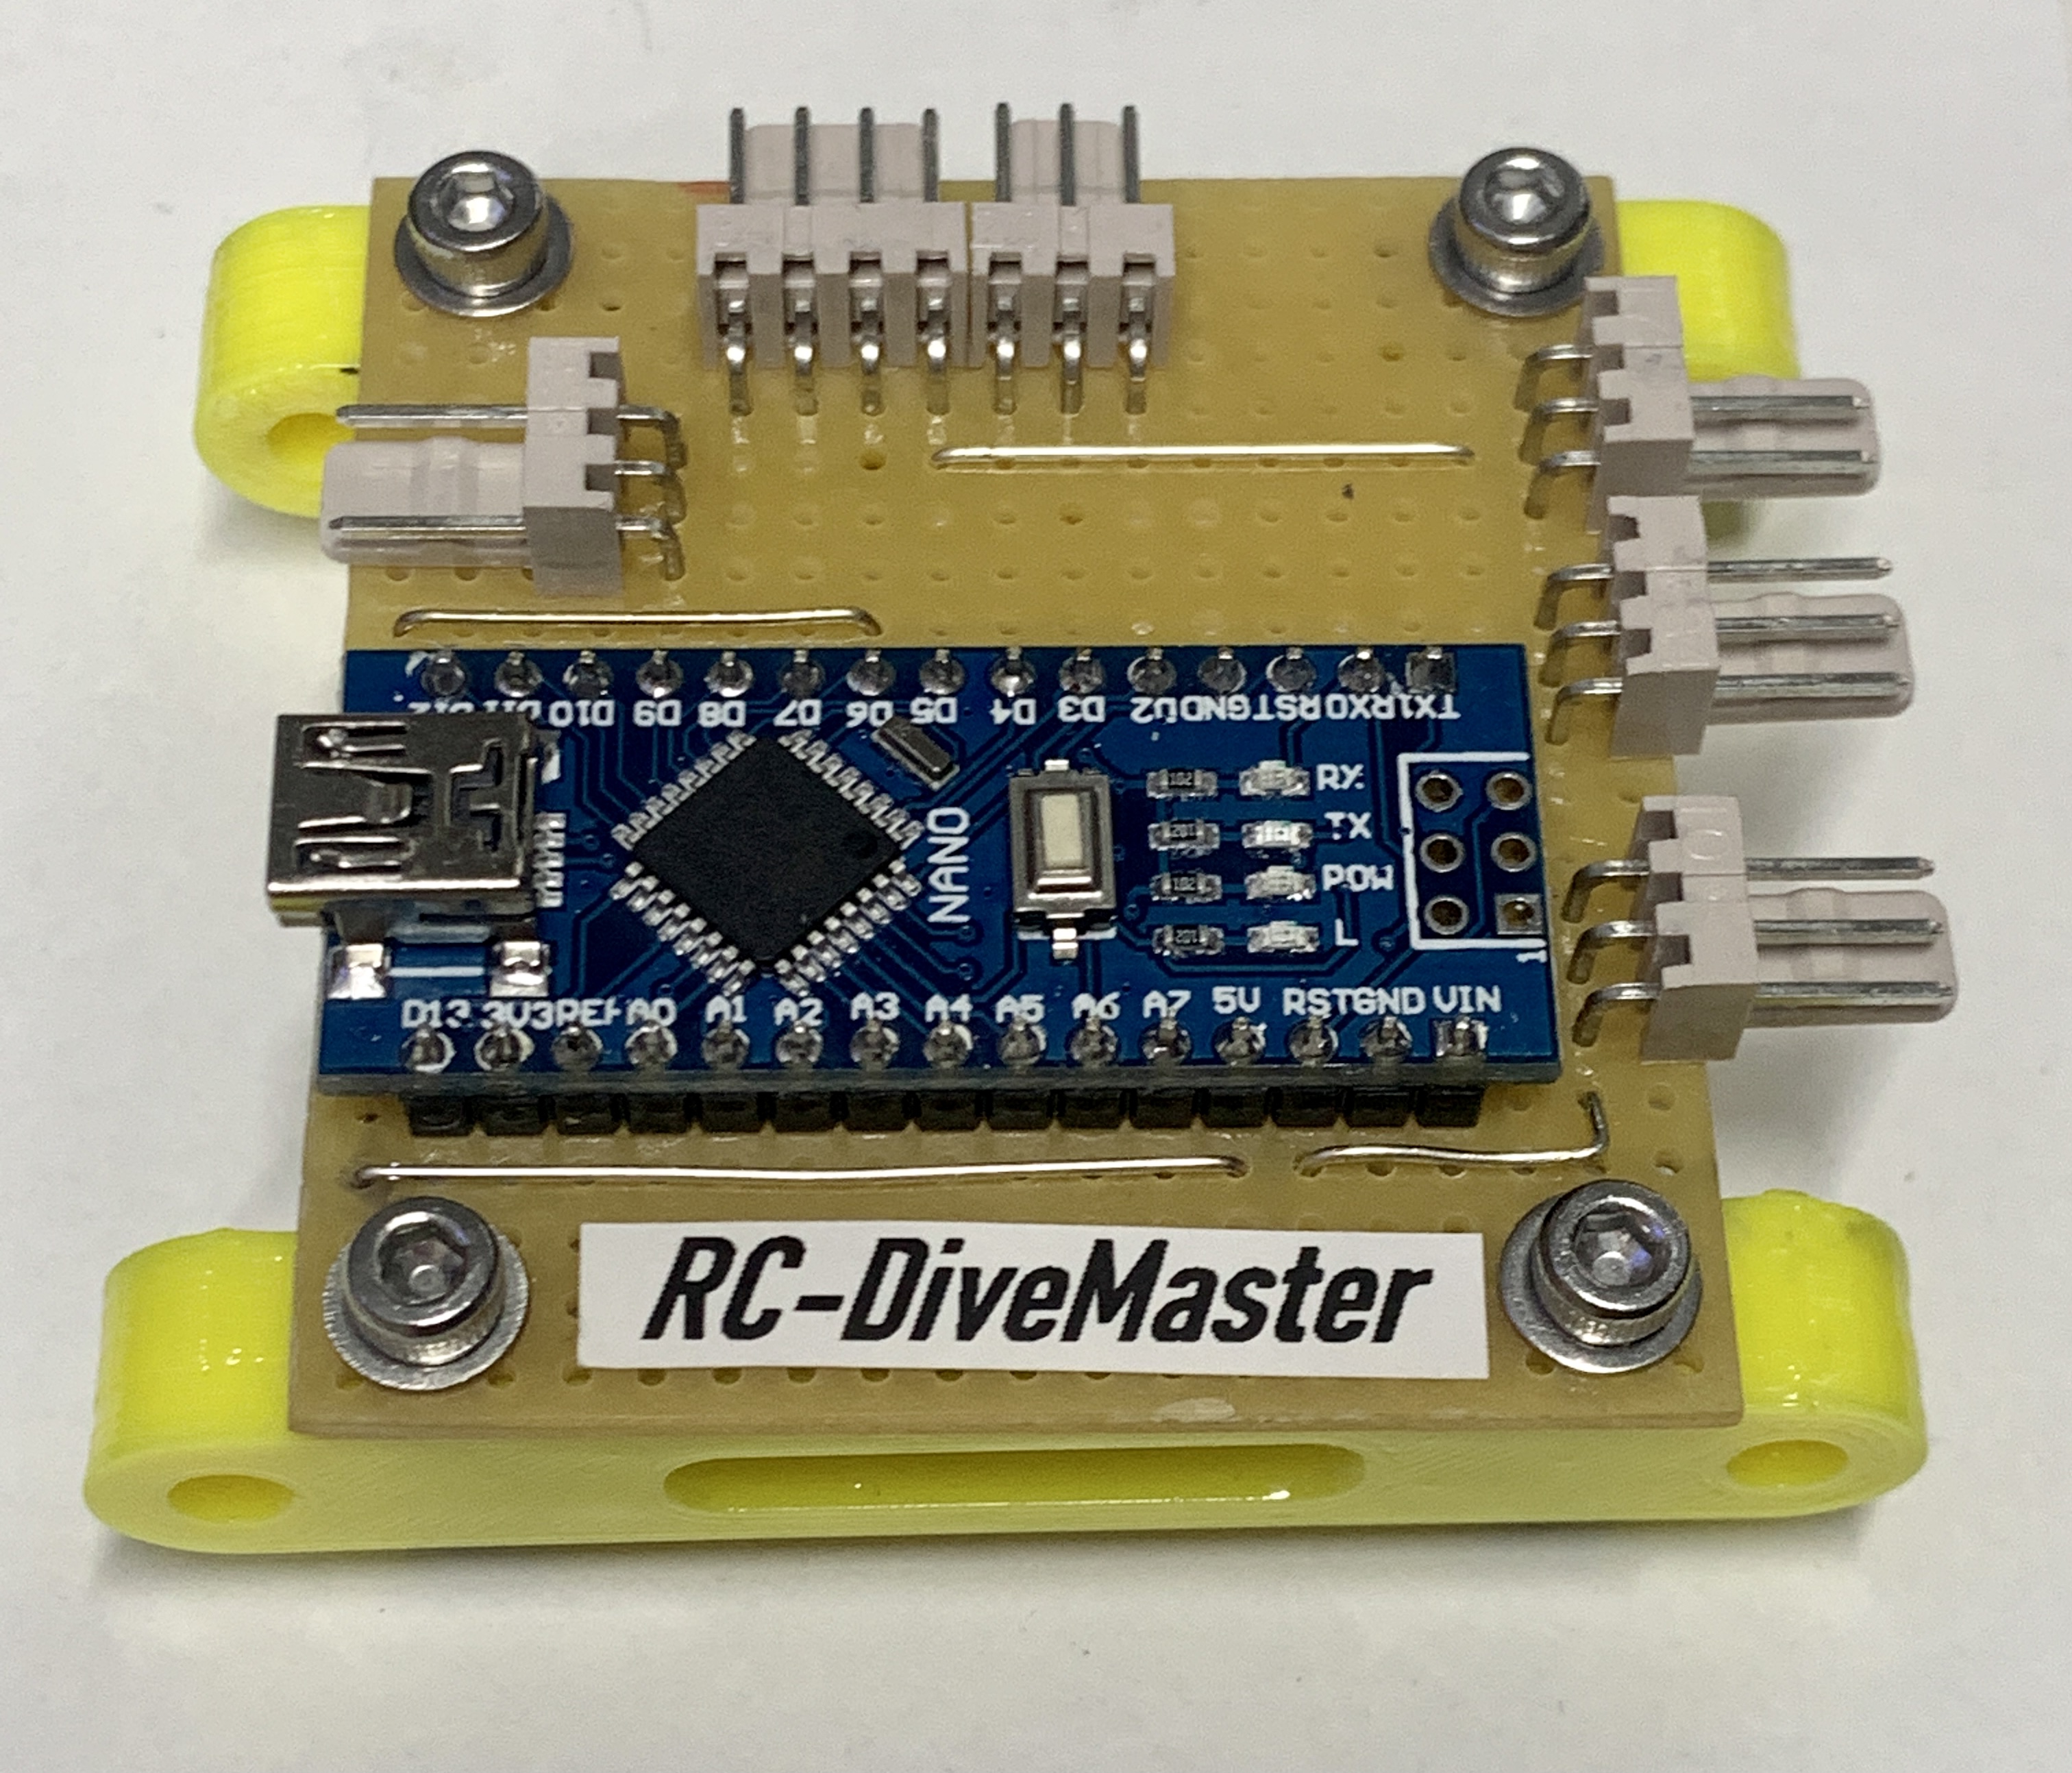 D12 D11 D10 D9 D8 D7 D6 D5 D4 D3 D2 GND RST RX0 TX1
RX
TX
POW
L
NANO
1
D13 3V3 REF A0 A1 A2 A3 A4 A5 A6 A7 5V RST GND VIN
RC-DiveMaster